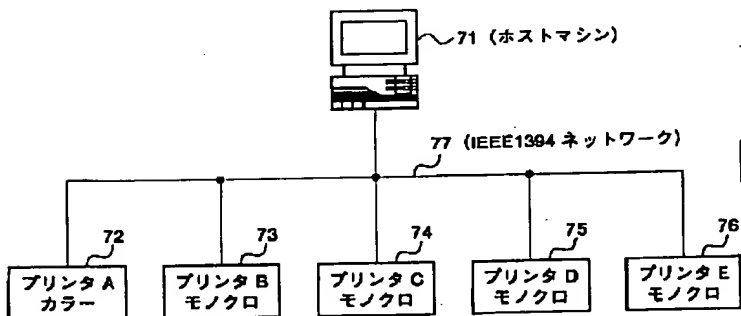 71 (ホストマシン)
77 (IEEE1394 ネットワーク)
72
73
74
75
76
プリンタ A
カラー
プリンタ B
モノクロ
プリンタ C
モノクロ
プリンタ D
モノクロ
プリンタ E
モノクロ